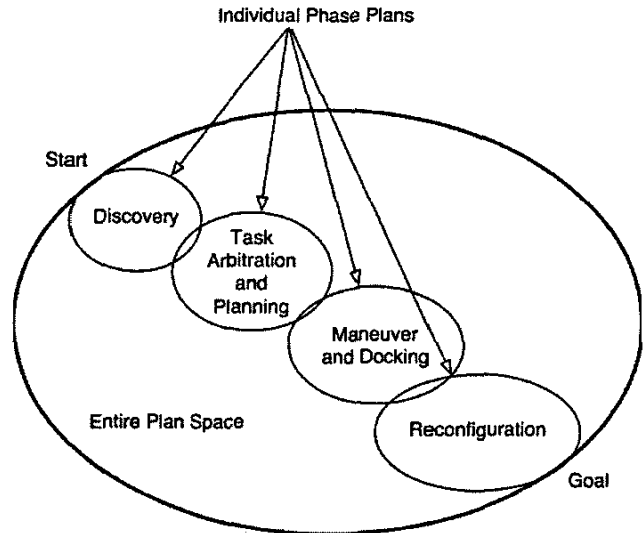 Individual Phase Plans
Start
Discovery
Task
Arbitration
and
Planning
Maneuver
and Docking
Entire Plan Space
Reconfiguration
Goal